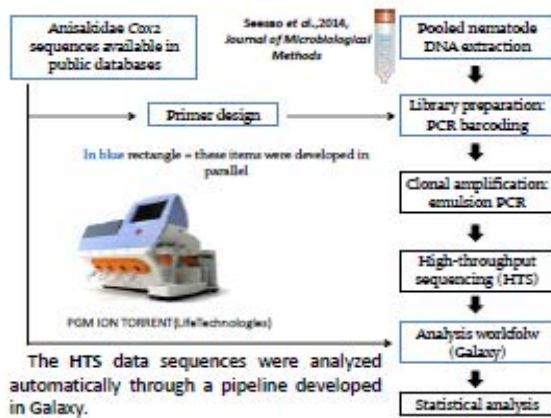 Anisakidae Cox2
sequences available in
public databases
Seesao et al.,2014,
Journal of Microbiological
Methods
Pooled nematode
DNA extraction
Primer design
Library preparation:
PCR barcoding
In blue rectangle = these items were developed in
parallel
Clonal amplification:
emulsion PCR
High-throughput
sequencing (HTS)
PGM ION TORRENT(LifeTechnologies)
Analysis workfolw
(Galaxy)
The HTS data sequences were analyzed
automatically through a pipeline developed
in Galaxy.
Statistical analysis